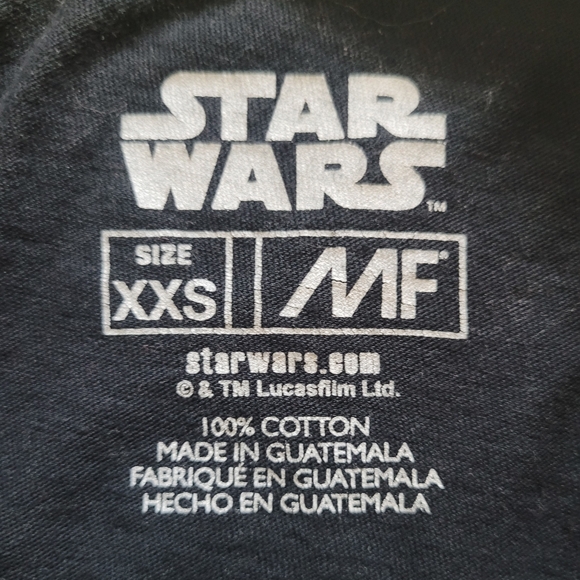 STAR
WARS™
SIZE
XXS
MF®
starwars.com
© & TM Lucasfilm Ltd.
100% COTTON
MADE IN GUATEMALA
FABRIQUÉ EN GUATEMALA
HECHO EN GUATEMALA